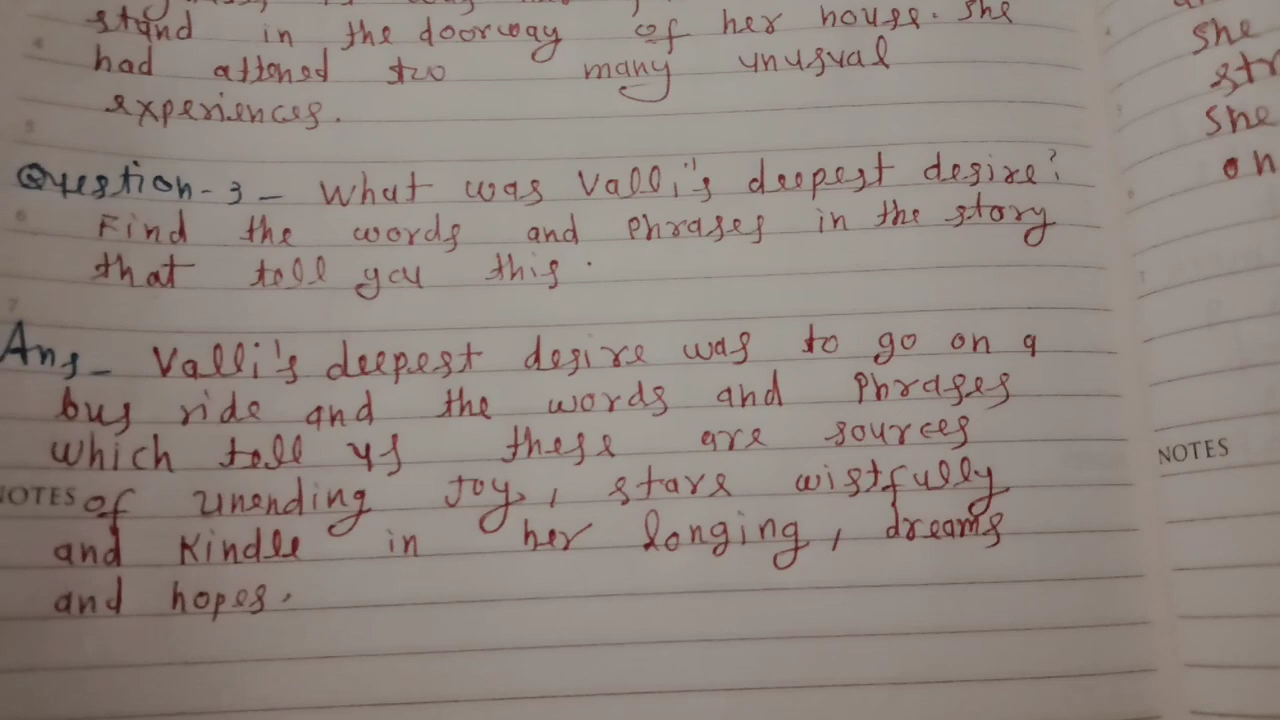 stand in the doorway of her house. she
had attened too many unusual
experiences.
Question-3- What was Valli's deepest desire?
Find the words and Phrases in the story
that tell you this.
Ans- Valli's deepest desire was to go on a
bus ride and the words and Phrases
which tell us these are sources
NOTES of unending Joy, stare wistfully
and Kindle in her longing, dreams
and hopes.
she
str
she
on
NOTES